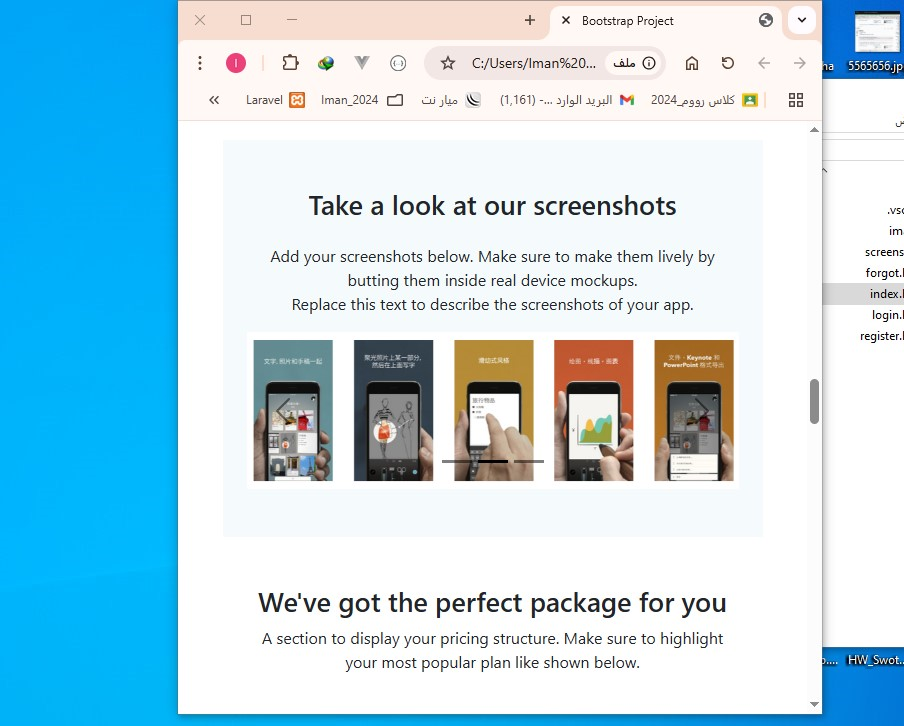 Bootstrap Project
C:/Users/Iman%20...
ملف
Laravel
Iman_2024
ميار نت
البريد الوارد ...- (1,161)
كلاس رووم_2024
5565656.jp
Take a look at our screenshots
Add your screenshots below. Make sure to make them lively by
butting them inside real device mockups.
Replace this text to describe the screenshots of your app.
文字, 照片和手稿一起
聚光照片上某一部分,
然后在上面写字
滑动式风格
绘图・纯酷・图表
文件・Keynote 和
PowerPoint 格式导出
We've got the perfect package for you
A section to display your pricing structure. Make sure to highlight
your most popular plan like shown below.
.vsc
im
screens
forgot.l
index.l
login.l
register.l
HW_Swot...